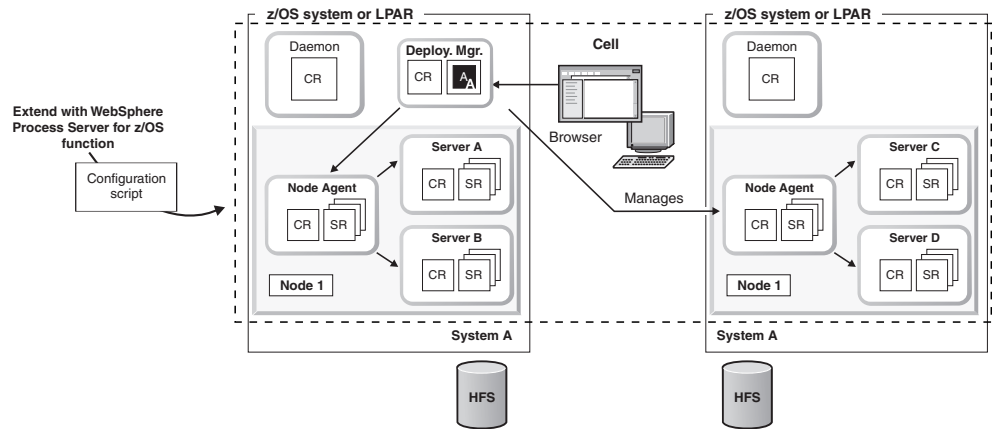 z/OS system or LPAR
Daemon
CR
Deploy. Mgr.
CR
A
A
Cell
Browser
Manages
Extend with WebSphere
Process Server for z/OS
function
Configuration
script
Node Agent
CR
SR
Server A
CR
SR
Server B
CR
SR
Node 1
System A
HFS
z/OS system or LPAR
Daemon
CR
Node Agent
CR
SR
Server C
CR
SR
Server D
CR
SR
Node 1
System A
HFS